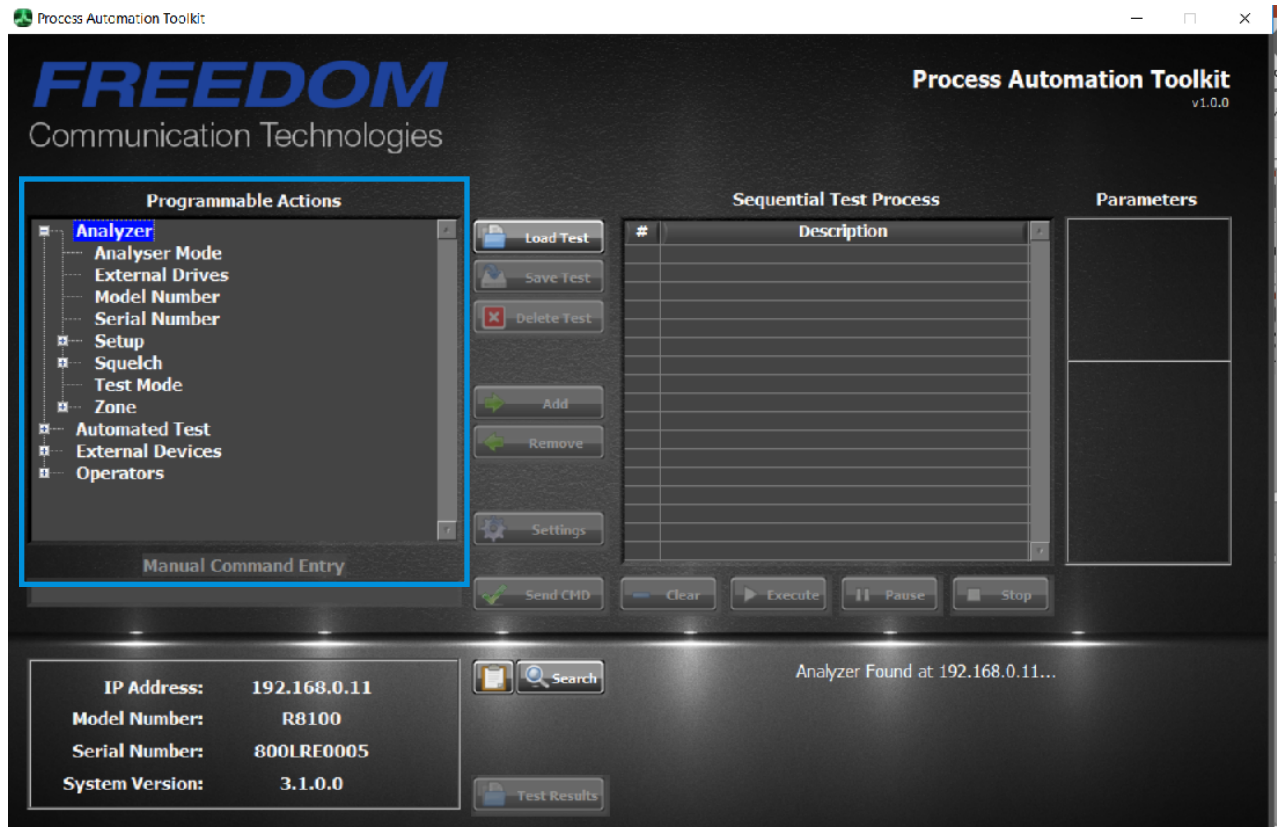 Process Automation Toolkit
FREEDOM
Communication Technologies
Process Automation Toolkit
v1.0.0
Programmable Actions
Analyzer
Analyser Mode
External Drives
Model Number
Serial Number
Setup
Squelch
Test Mode
Zone
Automated Test
External Devices
Operators
Manual Command Entry
Load Test
Save Test
Delete Test
Add
Remove
Settings
Send CMD
Sequential Test Process
# Description
Clear Execute Pause Stop
Parameters
IP Address: 192.168.0.11
Model Number: R8100
Serial Number: 800LRE0005
System Version: 3.1.0.0
Search
Test Results
Analyzer Found at 192.168.0.11...